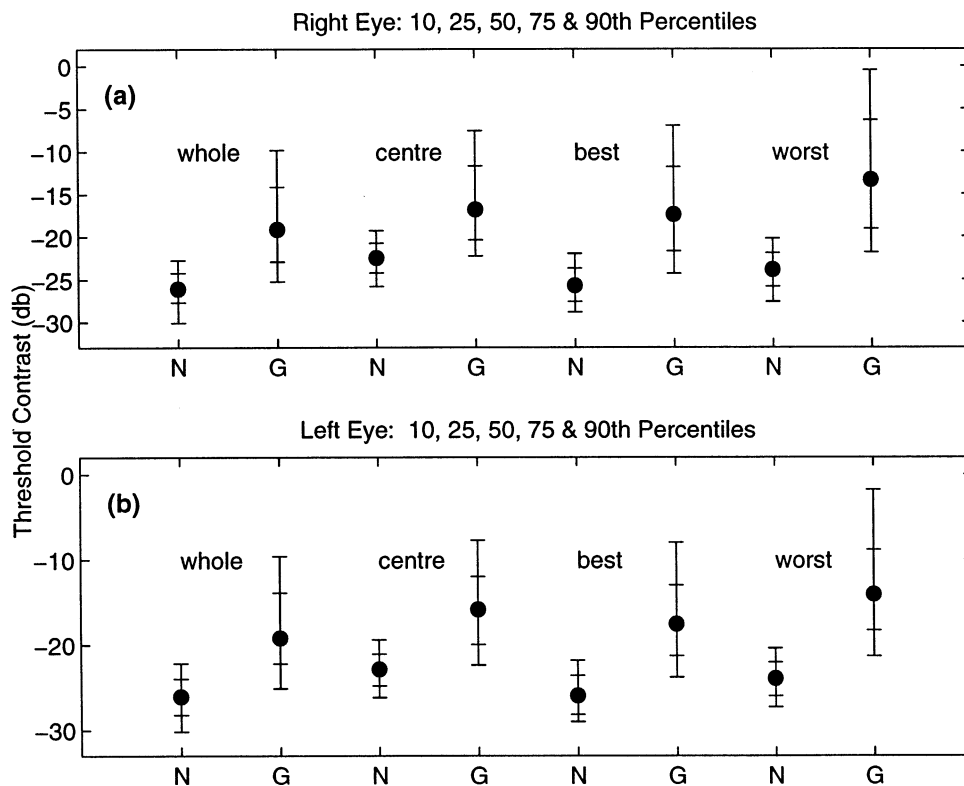 Right Eye: 10, 25, 50, 75 & 90th Percentiles
0
−5
−10
−15
−20
−25
−30
(a)
whole
centre
best
worst
N G N G N G N G
Threshold Contrast (db)
Left Eye: 10, 25, 50, 75 & 90th Percentiles
0
−10
−20
−30
(b)
whole
centre
best
worst
N G N G N G N G